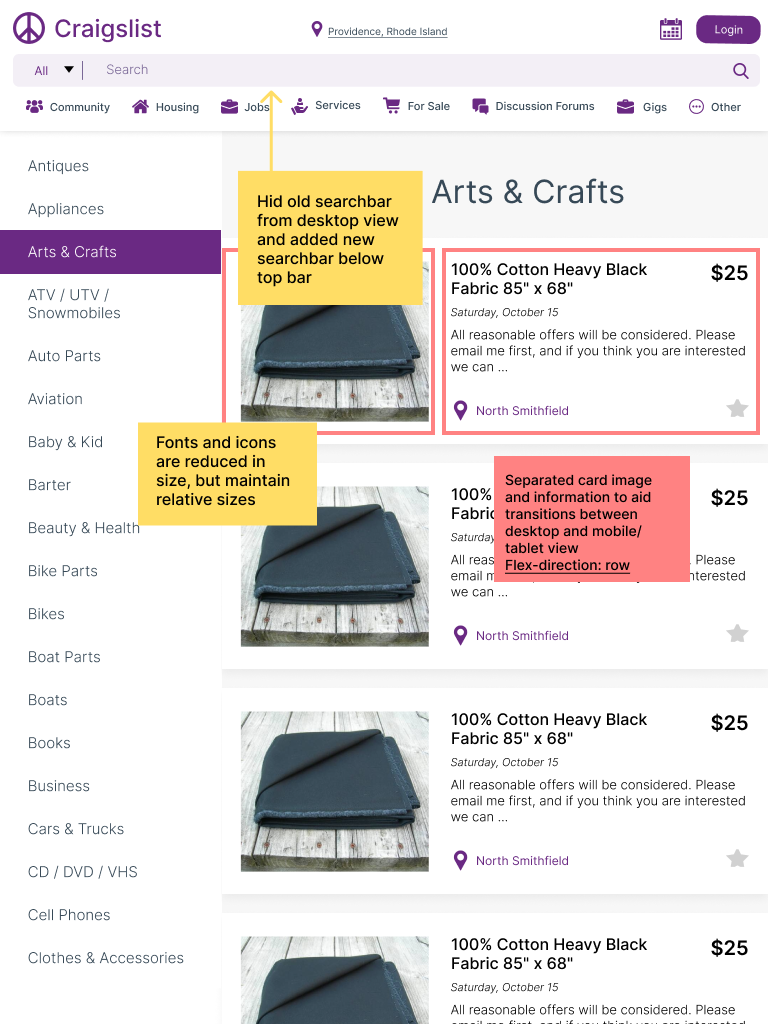 Craigslist
Providence, Rhode Island
Login
All
Search
Community
Housing
Jobs
Services
For Sale
Discussion Forums
Gigs
Other
Antiques
Appliances
Arts & Crafts
ATV / UTV /
Snowmobiles
Auto Parts
Aviation
Baby & Kid
Barter
Beauty & Health
Bike Parts
Bikes
Boat Parts
Boats
Books
Business
Cars & Trucks
CD / DVD / VHS
Cell Phones
Clothes & Accessories
Arts & Crafts
Hid old searchbar
from desktop view
and added new
searchbar below
top bar
100% Cotton Heavy Black
Fabric 85" x 68"
$25
Saturday, October 15
All reasonable offers will be considered. Please
email me first, and if you think you are interested
we can ...
North Smithfield
Fonts and icons
are reduced in
size, but maintain
relative sizes
Separated card image
and information to aid
transitions between
desktop and mobile/
tablet view
Flex-direction: row
100%
$25
Please
we can ...
North Smithfield
100% Cotton Heavy Black
Fabric 85" x 68"
$25
Saturday, October 15
All reasonable offers will be considered. Please
email me first, and if you think you are interested
we can ...
North Smithfield
100% Cotton Heavy Black
Fabric 85" x 68"
$25
Saturday, October 15
All reasonable offers will be considered. Please